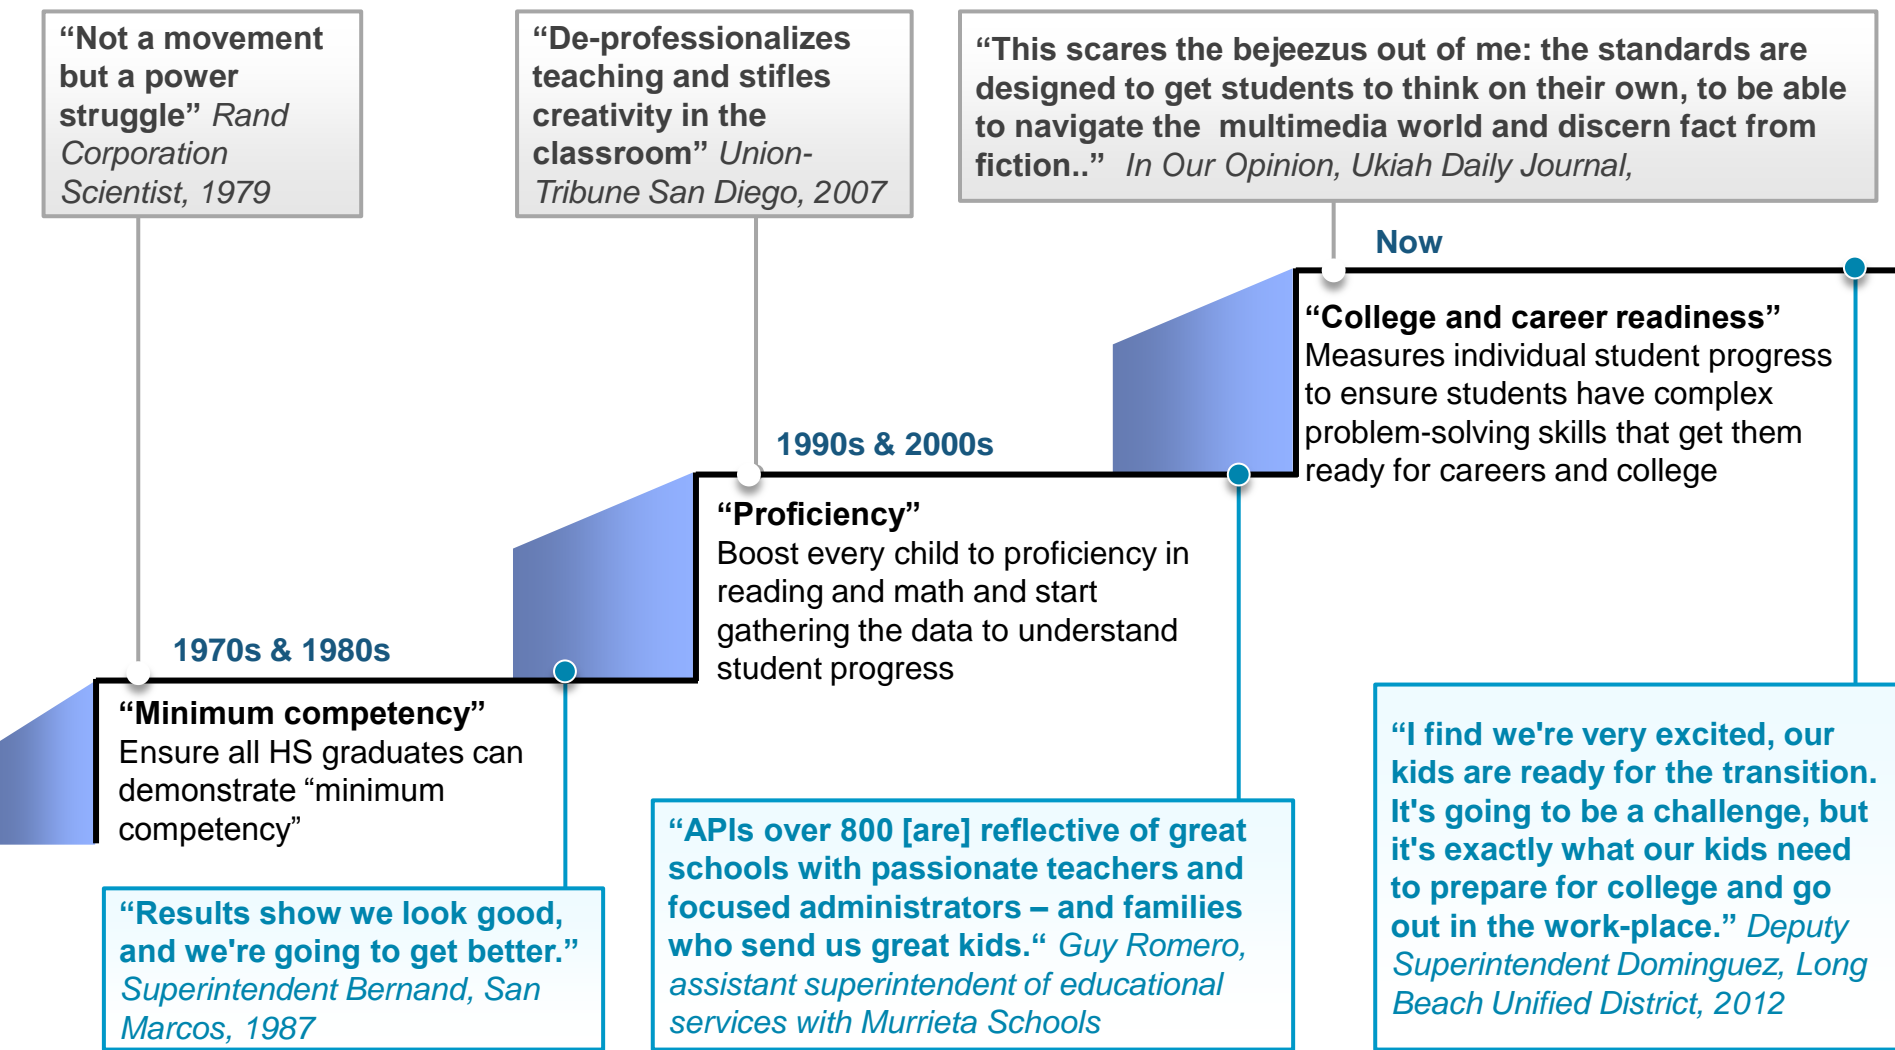 “Not a movement
but a power
struggle” Rand
Corporation
Scientist, 1979
“De-professionalizes
teaching and stifles
creativity in the
classroom” Union-
Tribune San Diego, 2007
“This scares the bejeezus out of me: the standards are
designed to get students to think on their own, to be able
to navigate the  multimedia world and discern fact from
fiction..”  In Our Opinion, Ukiah Daily Journal,
Now
“College and career readiness”
Measures individual student progress
to ensure students have complex
problem-solving skills that get them
ready for careers and college
1990s & 2000s
“Proficiency”
Boost every child to proficiency in
reading and math and start
gathering the data to understand
student progress
1970s & 1980s
“Minimum competency”
Ensure all HS graduates can
demonstrate “minimum
competency”
“Results show we look good,
and we're going to get better.”
Superintendent Bernand, San
Marcos, 1987
“APIs over 800 [are] reflective of great
schools with passionate teachers and
focused administrators – and families
who send us great kids.“ Guy Romero,
assistant superintendent of educational
services with Murrieta Schools
“I find we're very excited, our
kids are ready for the transition.
It's going to be a challenge, but
it's exactly what our kids need
to prepare for college and go
out in the work-place.” Deputy
Superintendent Dominguez, Long
Beach Unified District, 2012